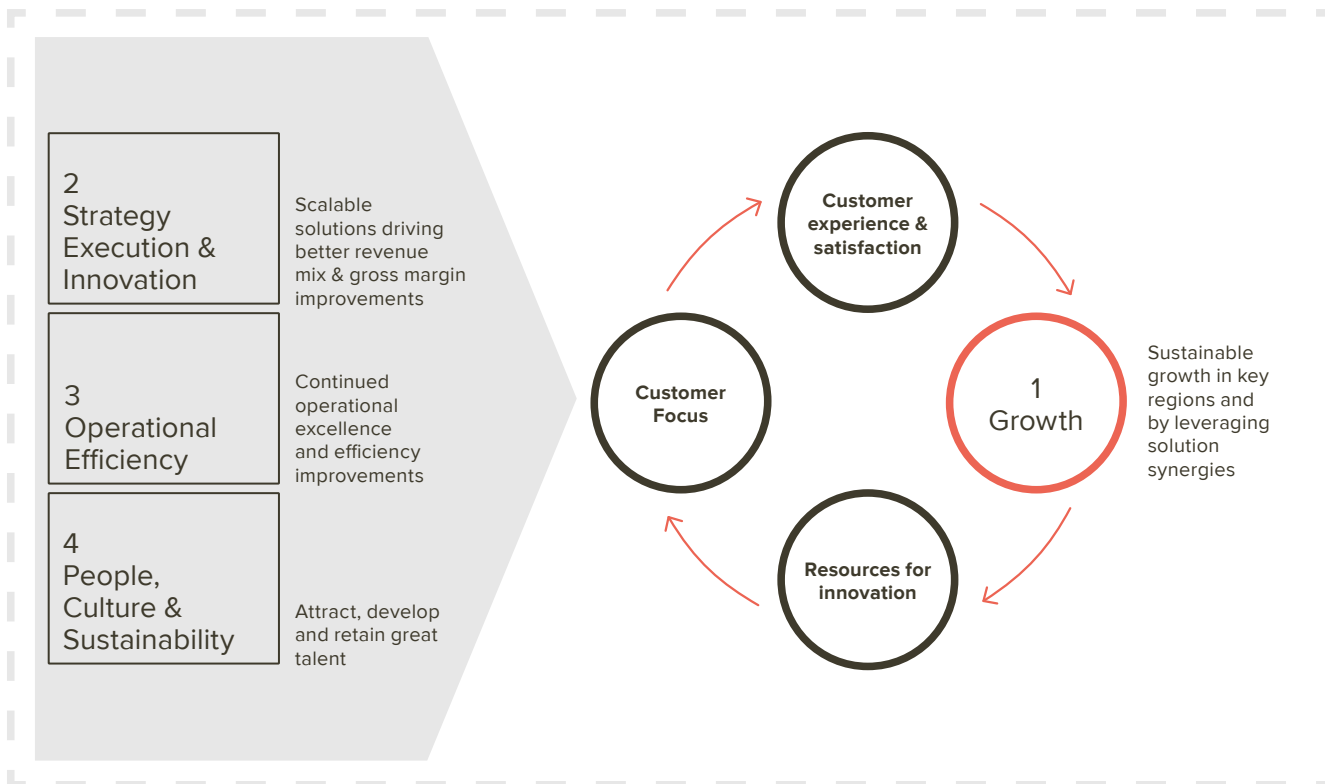 2
Strategy
Execution &
Innovation
Scalable
solutions driving
better revenue
mix & gross margin
improvements
3
Operational
Efficiency
Continued
operational
excellence
and efficiency
improvements
4
People,
Culture &
Sustainability
Attract, develop
and retain great
talent
Customer
experience &
satisfaction
Customer
Focus
1
Growth
Sustainable
growth in key
regions and
by leveraging
solution
synergies
Resources for
innovation